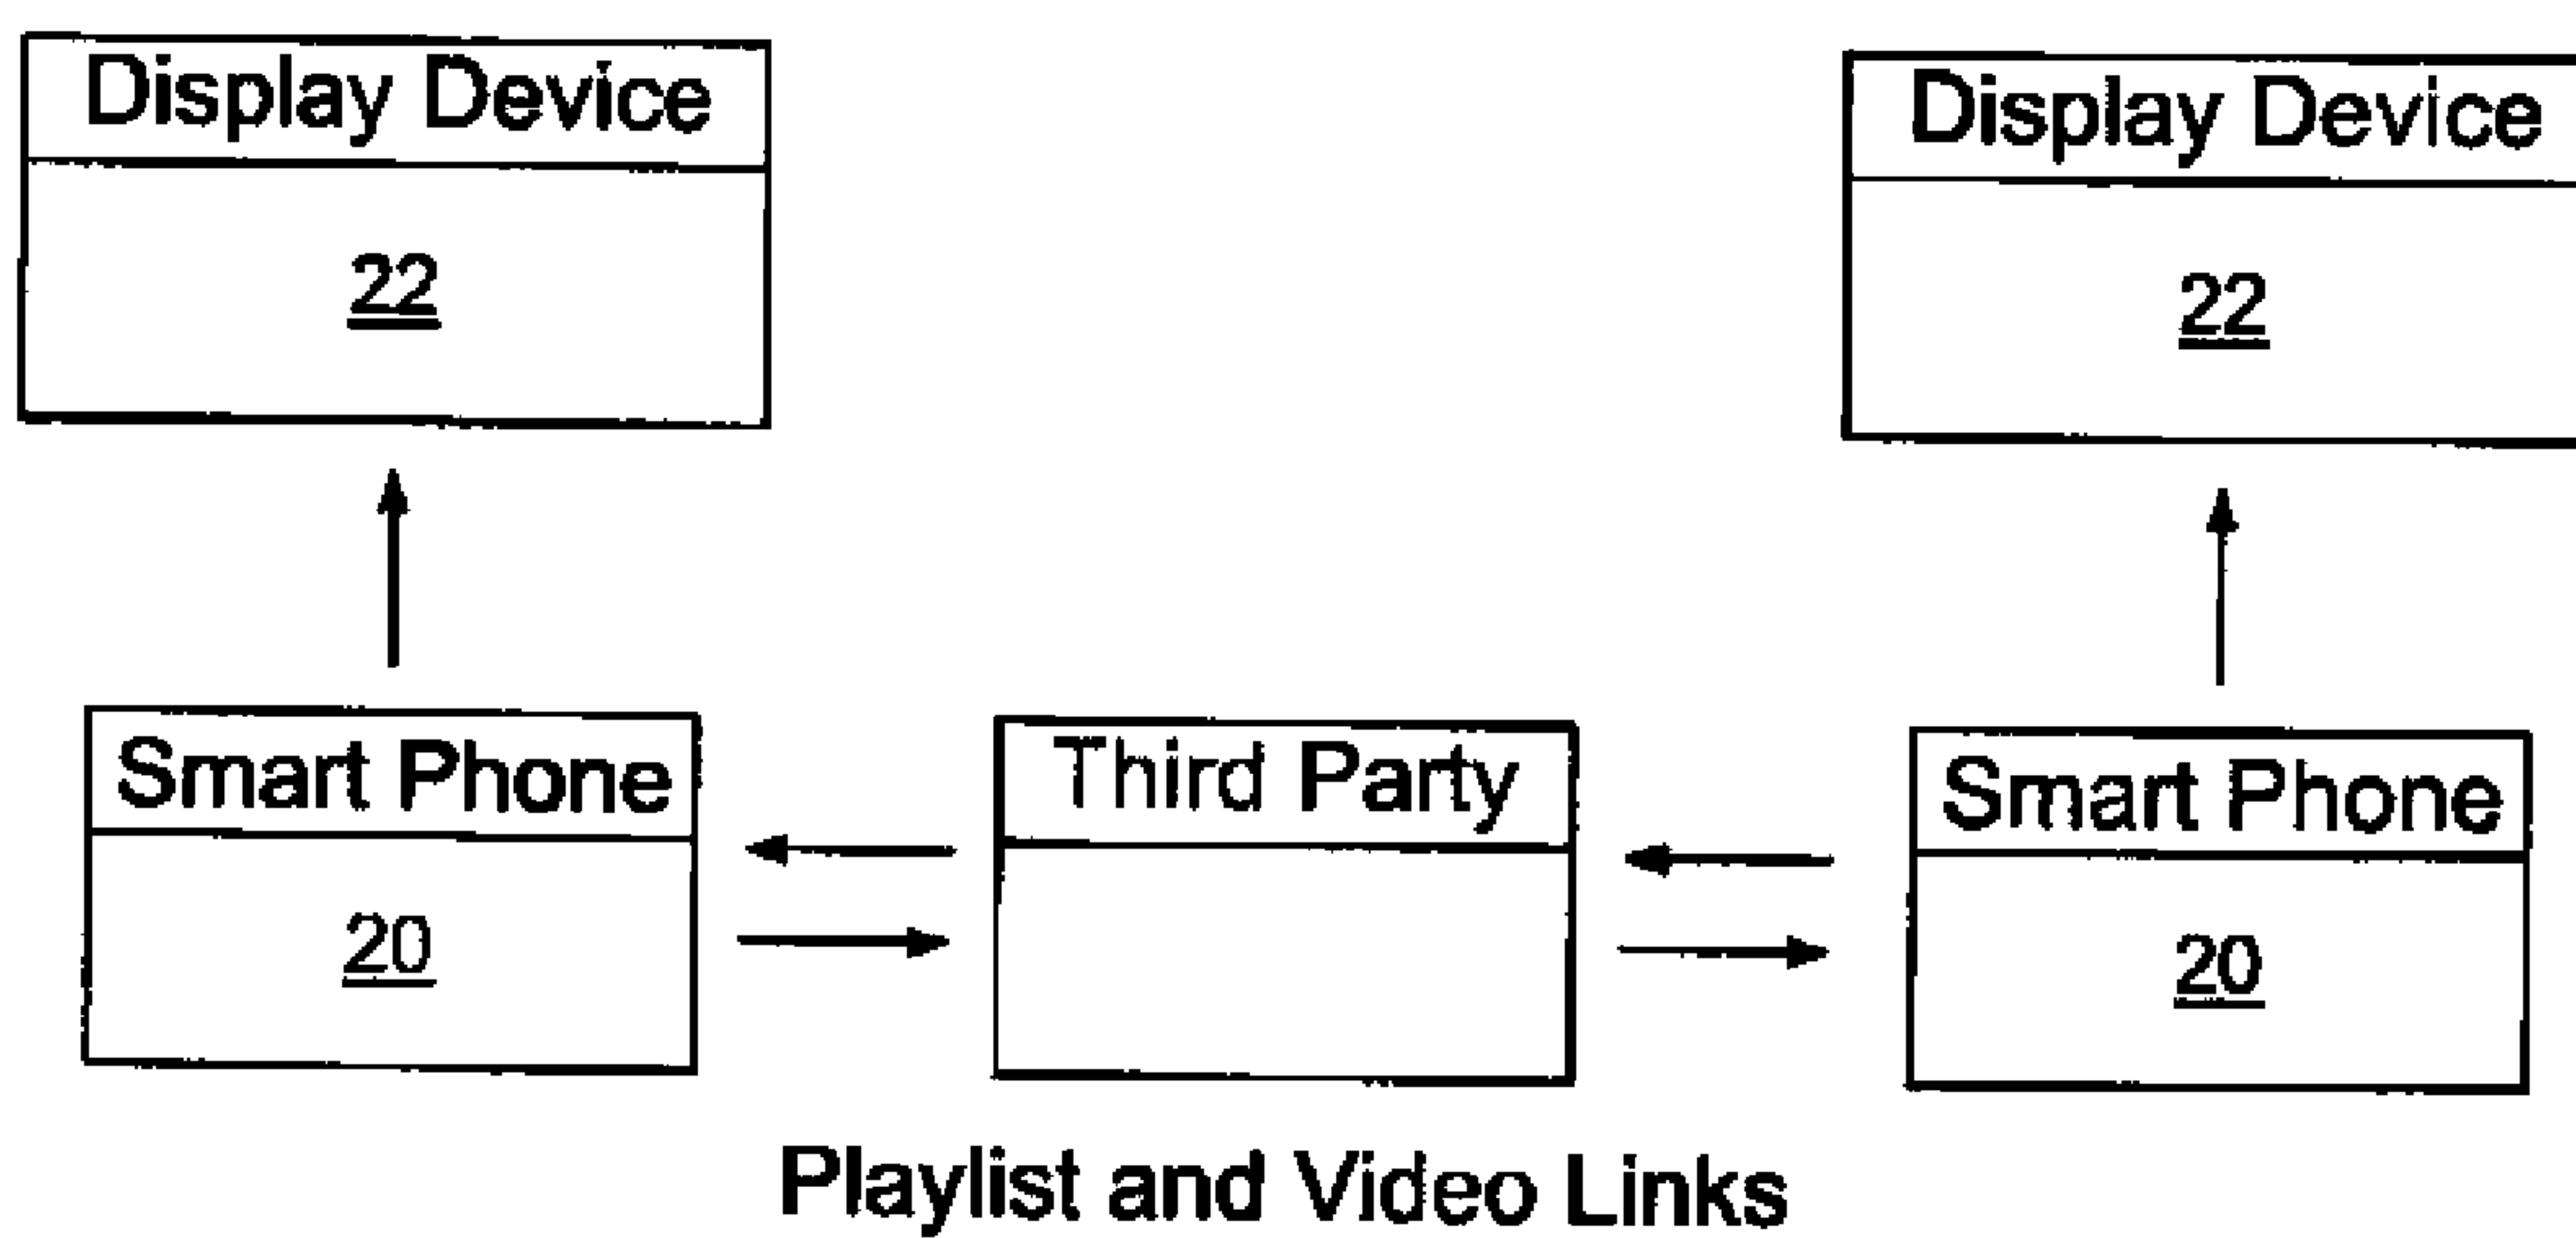 Display Device
22
Display Device
22
Smart Phone
20
Third Party
Smart Phone
20
Playlist and Video Links